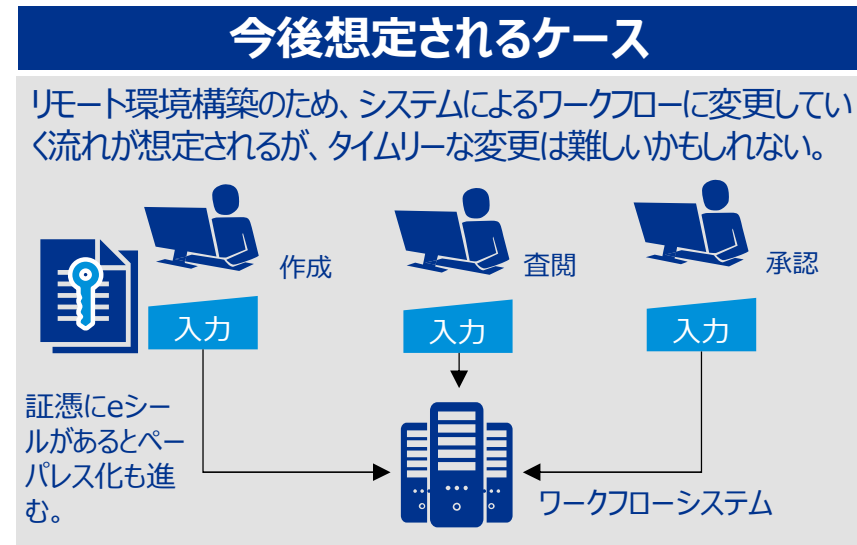 今後想定されるケース
リモート環境構築のため、システムによるワークフローに変更してい
く流れが想定されるが、タイムリーな変更は難しいかもしれない。
作成
査閲
承認
入力
入力
入力
証憑にeシー
ルがあるとペー
パレス化も進
む。
ワークフローシステム